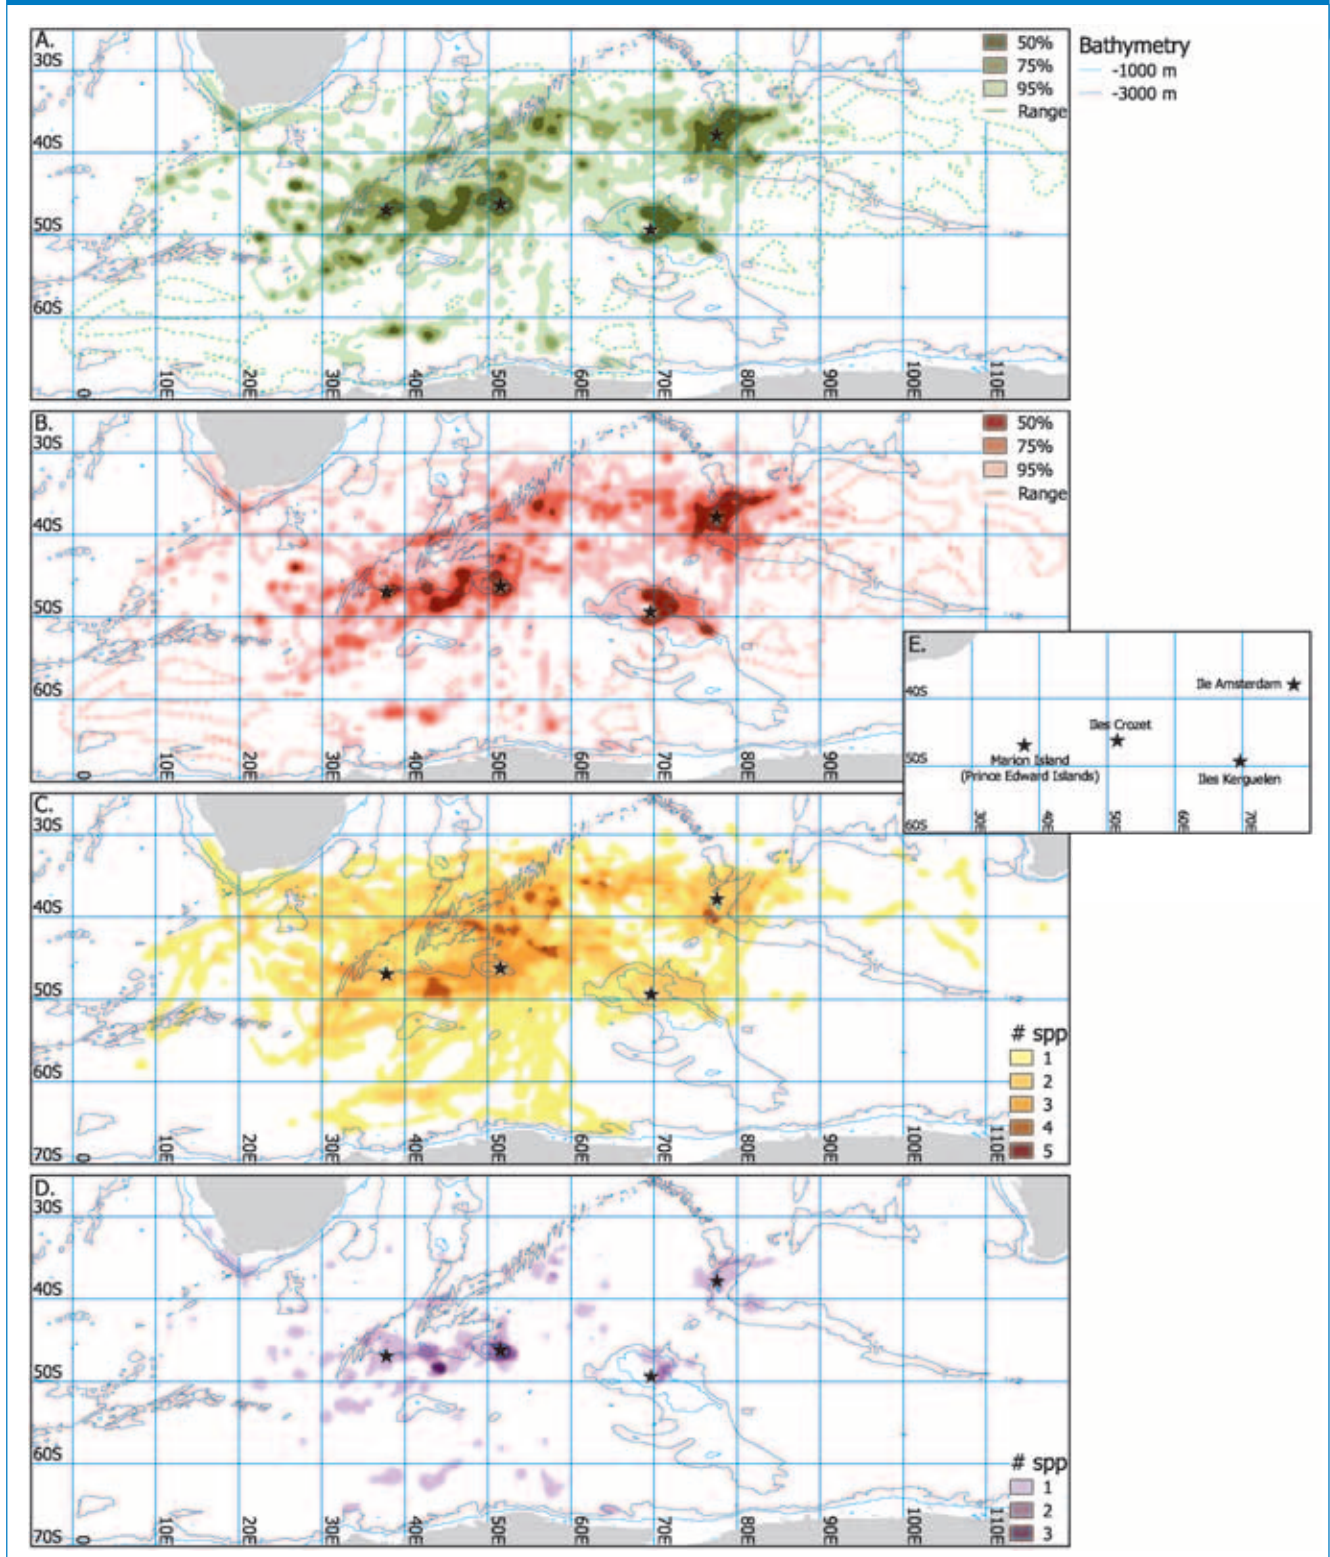 A.
50%
75%
95%
Range
Bathymetry
-1000 m
-3000 m
30S
40S
50S
60S
0 10E 20E 30E 40E 50E 60E 70E 80E 90E 100E 110E
B.
50%
75%
95%
Range
30S
40S
50S
60S
0 10E 20E 30E 40E 50E 60E 70E 80E 90E
E.
Ile Amsterdam
40S
Iles Crozet
Marion Island
(Prince Edward Islands)
50S
Iles Kerguelen
60S
30E 40E 50E 60E 70E
C.
30S
40S
50S
60S
70S
# spp
1
2
3
4
5
0 10E 20E 30E 40E 50E 60E 70E 80E 90E 100E 110E
D.
30S
40S
50S
60S
70S
# spp
1
2
3
0 10E 20E 30E 40E 50E 60E 70E 80E 90E 100E 110E